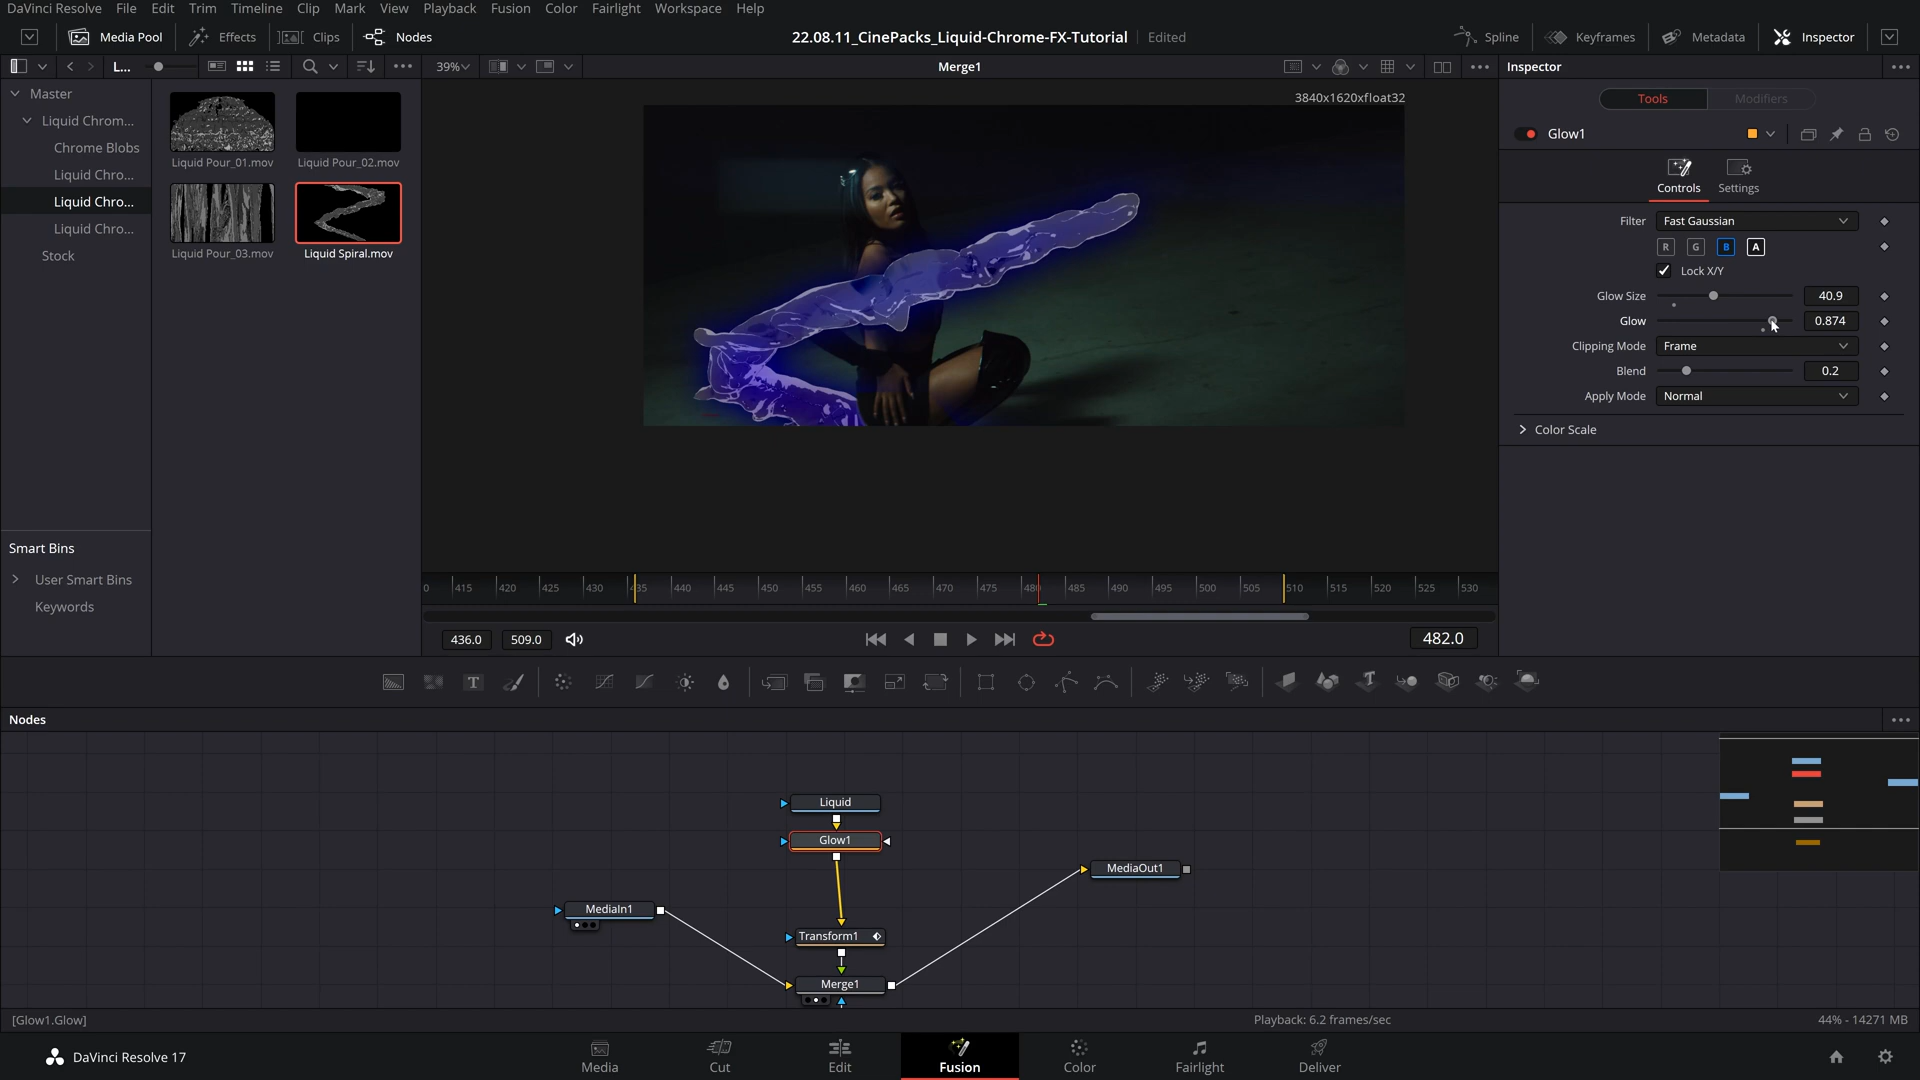 DaVinci Resolve File Edit Trim Timeline Clip Mark View Playback Fusion Color Fairlight Workspace Help
Media Pool Effects Clips Nodes 22.08.11_CinePacks_Liquid-Chrome-FX-Tutorial Edited Spline Keyframes Metadata Inspector
L... 39% Merge1 Inspector
Master
Liquid Chrom...
Chrome Blobs
Liquid Chro...
Liquid Chro...
Liquid Chro...
Stock
Liquid Pour_01.mov Liquid Pour_02.mov
Liquid Pour_03.mov Liquid Spiral.mov
3840x1620xfloat32
Tools Modifiers
Glow1
Controls Settings
Filter Fast Gaussian
R G B A
Lock X/Y
Glow Size 40.9
Glow 0.874
Clipping Mode Frame
Blend 0.2
Apply Mode Normal
Color Scale
Smart Bins
User Smart Bins
Keywords
0 415 420 425 430 435 440 445 450 455 460 465 470 475 480 485 490 495 500 505 510 515 520 525 530
436.0 509.0 482.0
T
Nodes
Liquid
Glow1
MediaOut1
MediaIn1
Transform1
Merge1
[Glow1.Glow] Playback: 6.2 frames/sec 44% - 14271 MB
DaVinci Resolve 17 Media Cut Edit Fusion Color Fairlight Deliver